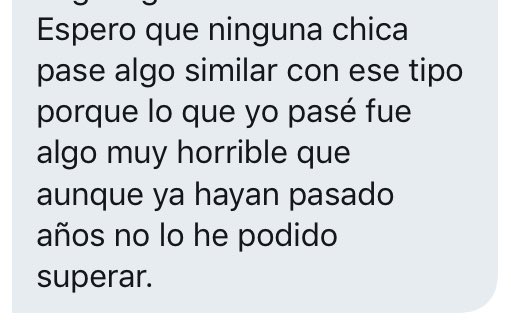 Espero que ninguna chica
pase algo similar con ese tipo
porque lo que yo pasé fue
algo muy horrible que
aunque ya hayan pasado
años no lo he podido
superar.